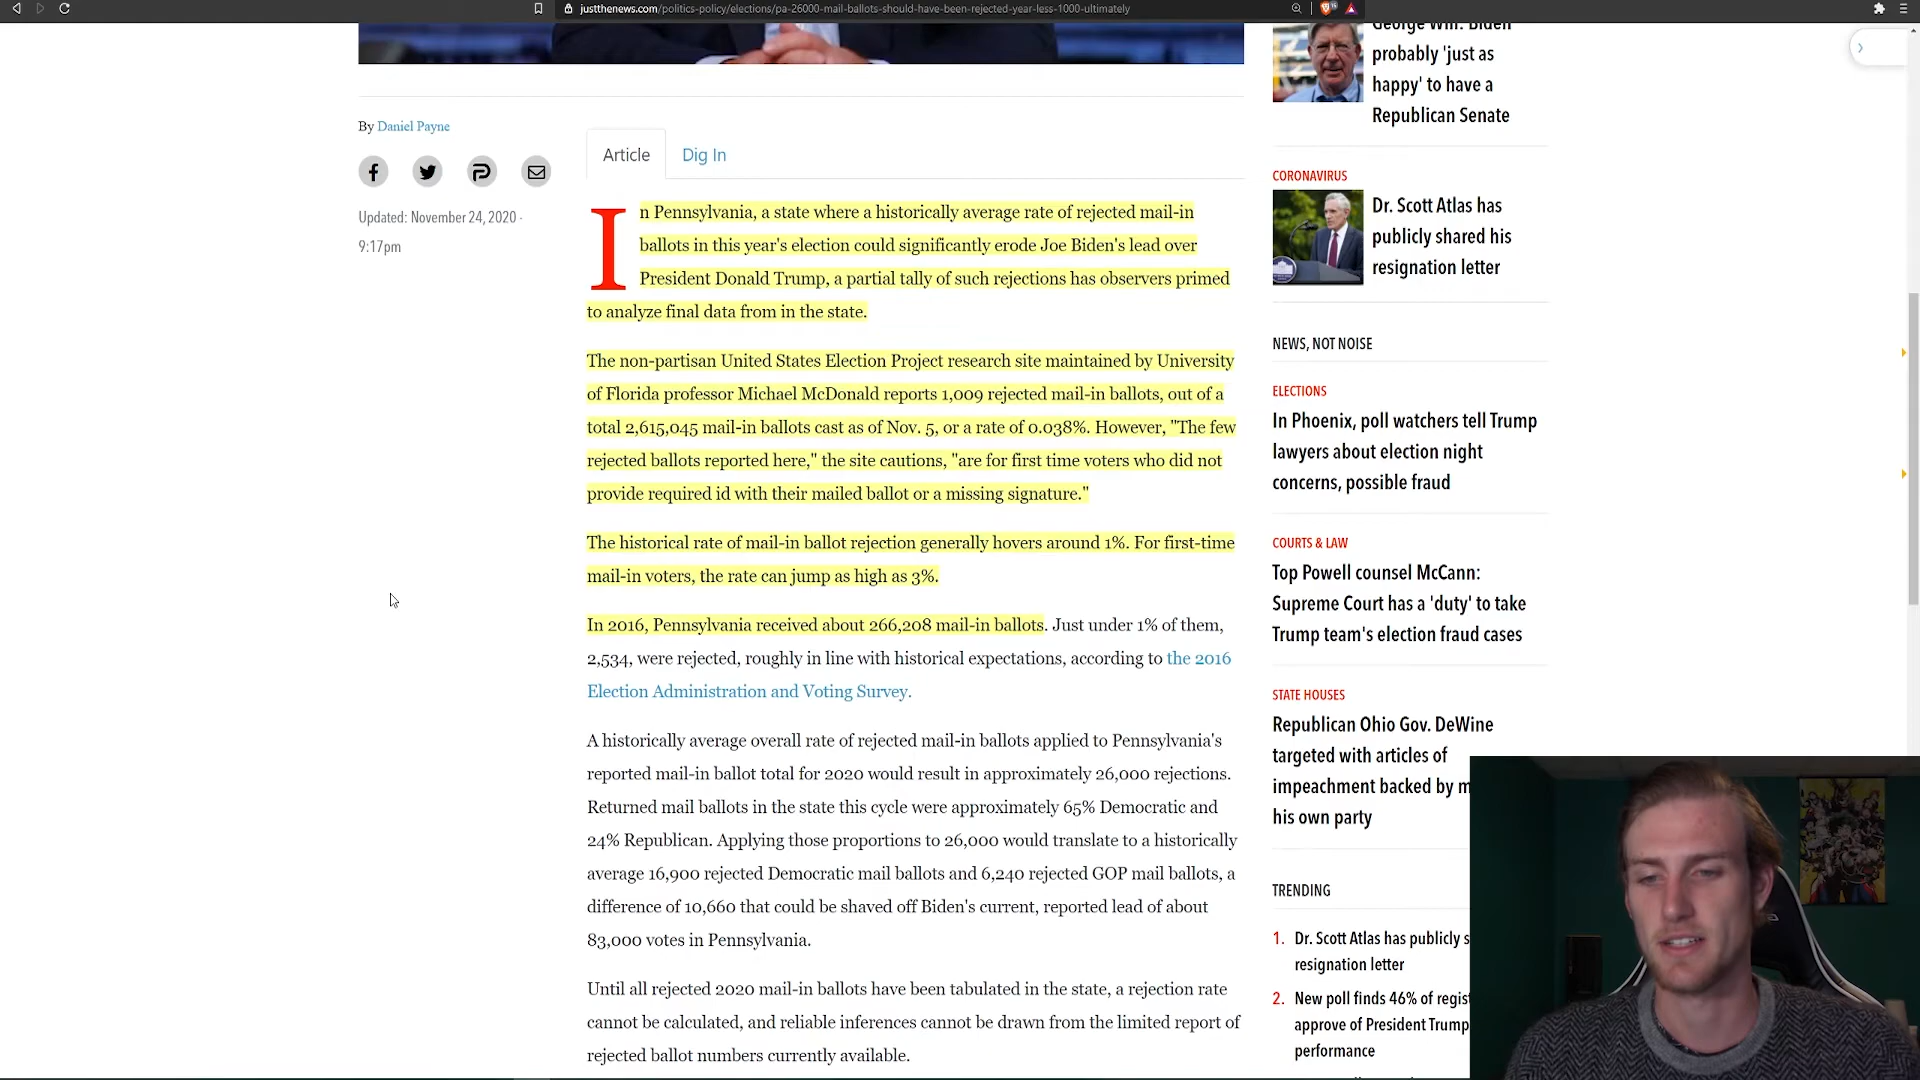 justthenews.com/politics-policy/elections/pa-26000-mail-ballots-should-have-been-rejected-year-less-1000-ultimately
By Daniel Payne
Updated: November 24, 2020 -
9:17pm
Article
Dig In
In Pennsylvania, a state where a historically average rate of rejected mail-in
ballots in this year's election could significantly erode Joe Biden's lead over
President Donald Trump, a partial tally of such rejections has observers primed
to analyze final data from in the state.
The non-partisan United States Election Project research site maintained by University
of Florida professor Michael McDonald reports 1,009 rejected mail-in ballots, out of a
total 2,615,045 mail-in ballots cast as of Nov. 5, or a rate of 0.038%. However, "The few
rejected ballots reported here," the site cautions, "are for first time voters who did not
provide required id with their mailed ballot or a missing signature."
The historical rate of mail-in ballot rejection generally hovers around 1%. For first-time
mail-in voters, the rate can jump as high as 3%.
In 2016, Pennsylvania received about 266,208 mail-in ballots. Just under 1% of them,
2,534, were rejected, roughly in line with historical expectations, according to the 2016
Election Administration and Voting Survey.
A historically average overall rate of rejected mail-in ballots applied to Pennsylvania's
reported mail-in ballot total for 2020 would result in approximately 26,000 rejections.
Returned mail ballots in the state this cycle were approximately 65% Democratic and
24% Republican. Applying those proportions to 26,000 would translate to a historically
average 16,900 rejected Democratic mail ballots and 6,240 rejected GOP mail ballots, a
difference of 10,660 that could be shaved off Biden's current, reported lead of about
83,000 votes in Pennsylvania.
Until all rejected 2020 mail-in ballots have been tabulated in the state, a rejection rate
cannot be calculated, and reliable inferences cannot be drawn from the limited report of
rejected ballot numbers currently available.
George Will: Biden
probably 'just as
happy' to have a
Republican Senate
CORONAVIRUS
Dr. Scott Atlas has
publicly shared his
resignation letter
NEWS, NOT NOISE
ELECTIONS
In Phoenix, poll watchers tell Trump
lawyers about election night
concerns, possible fraud
COURTS & LAW
Top Powell counsel McCann:
Supreme Court has a 'duty' to take
Trump team's election fraud cases
STATE HOUSES
Republican Ohio Gov. DeWine
targeted with articles of
impeachment backed by m
his own party
TRENDING
1. Dr. Scott Atlas has publicly s
resignation letter
2. New poll finds 46% of regist
approve of President Trump
performance